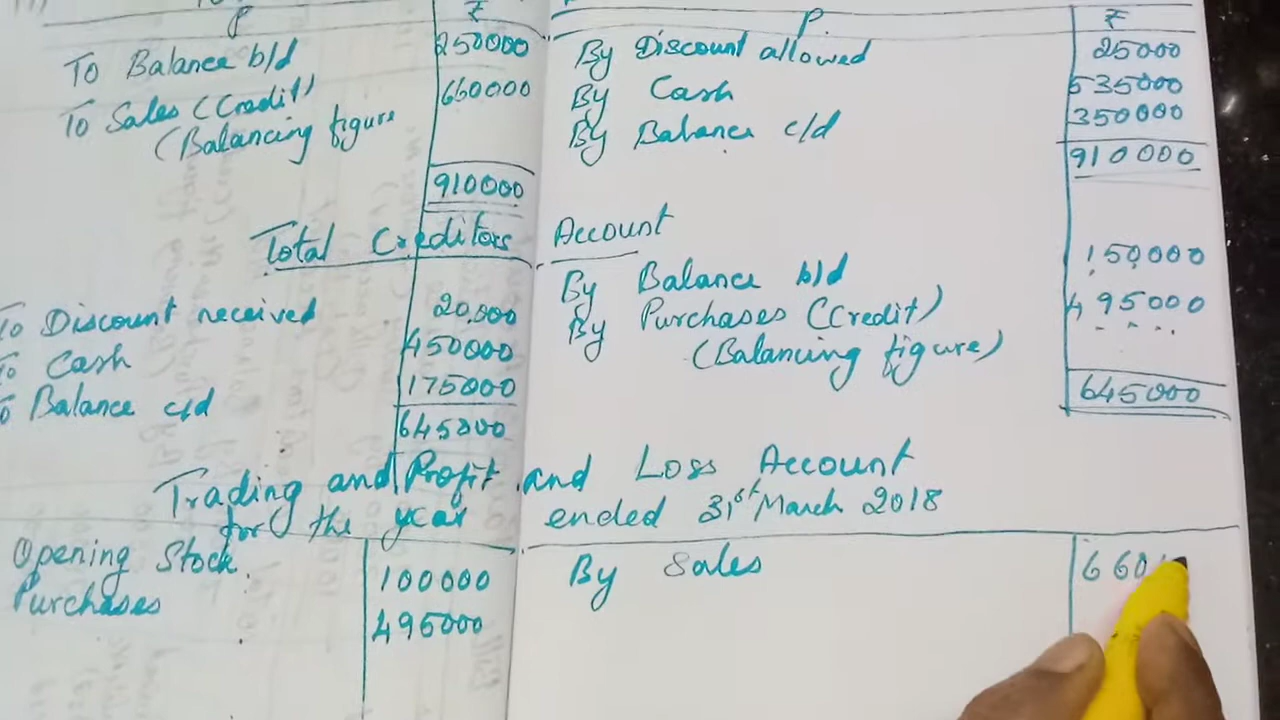 P ₹ P. ₹
To Balance b/d 250000 By Discount allowed 25000
To Sales (Credit) 660000 By Cash 535000
(Balancing figure By Balance c/d 350000
910000 910000
Total Creditors Account
By Balance b/d 150000
To Discount received 20,000 By Purchases (Credit) 495000
To Cash 450000 (Balancing figure)
To Balance c/d 175000
645000 645000
Trading and Profit and Loss Account
for the year ended 31st March 2018
Opening Stock 100000 By Sales 660
Purchases 495000